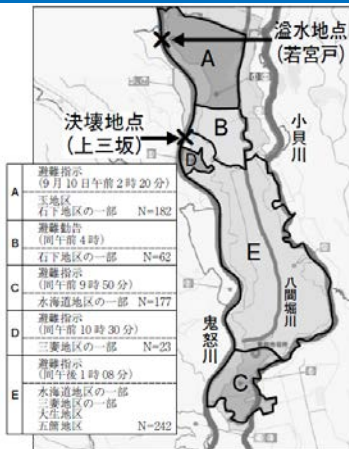 溢水地点
(若宮戸)
A
決壊地点
(上三坂)
B
小貝川
D
E
八間堀川
鬼怒川
C
A
避難指示
(9月10日午前2時20分)
玉地区
石下地区の一部 N=182
B
避難勧告
(同午前4時)
石下地区の一部 N=62
C
避難指示
(同午前9時50分)
水海道地区の一部 N=177
D
避難指示
(同午前10時30分)
三妻地区の一部 N=23
E
避難指示
(同午後1時08分)
水海道地区の一部
三妻地区の一部
大生地区
五箇地区 N=242